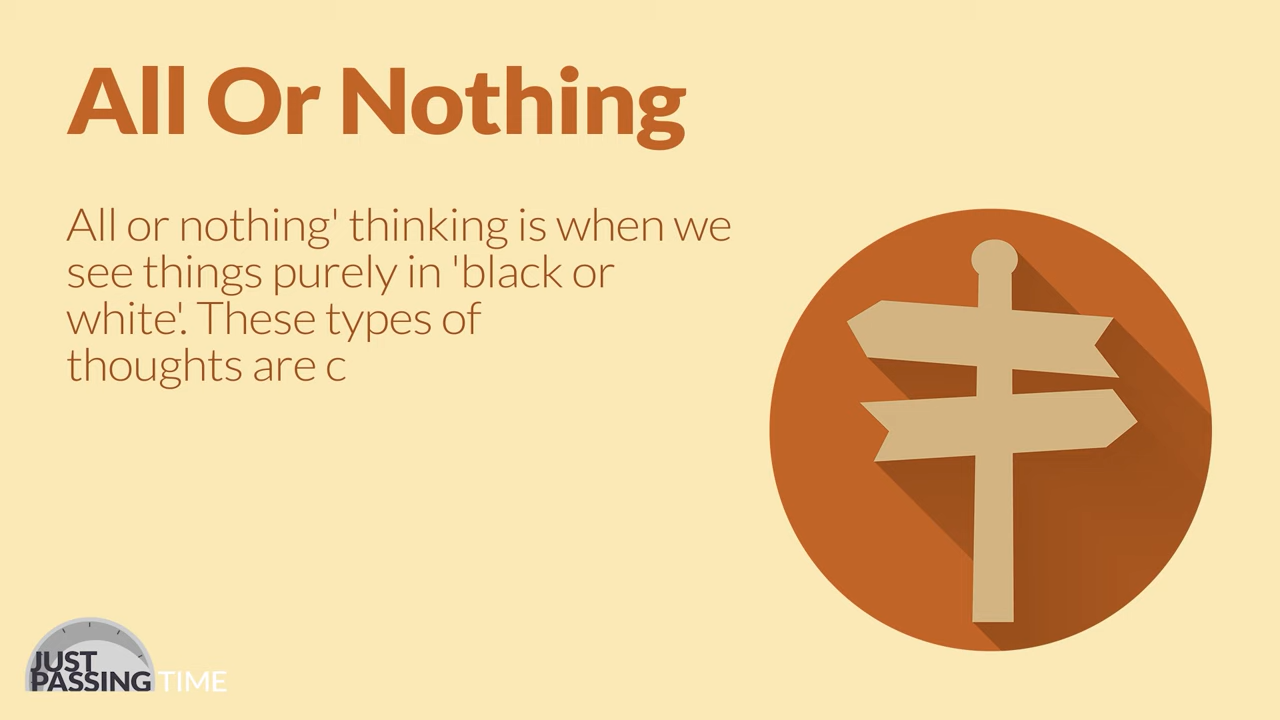 All Or Nothing
All or nothing' thinking is when we
see things purely in 'black or
white'. These types of
thoughts are c
JUST
PASSING TIME